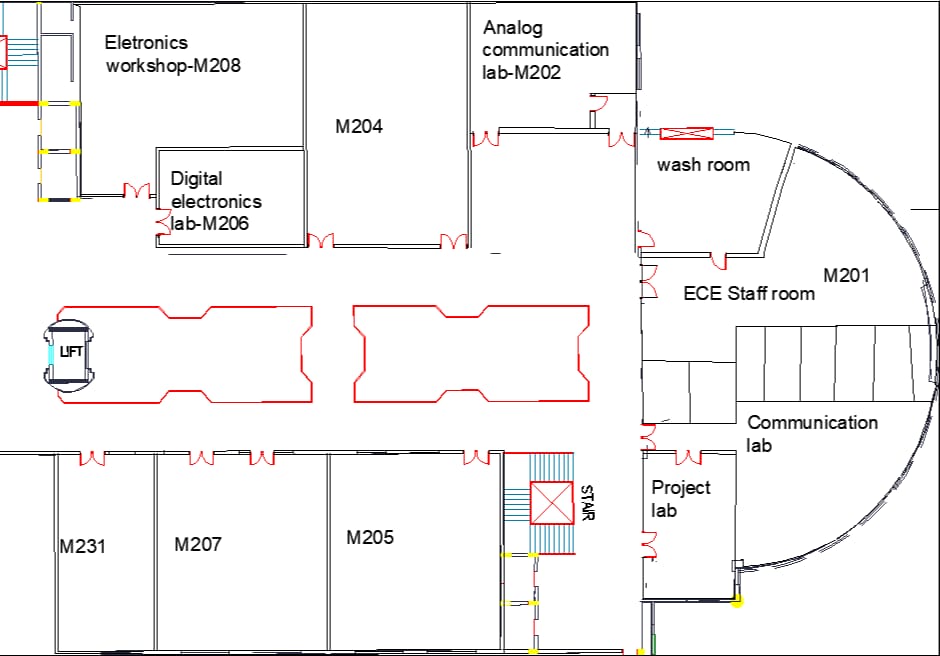 Eletronics
workshop-M208
Analog
communication
lab-M202
M204
Digital
electronics
lab-M206
wash room
M201
ECE Staff room
LIFT
Communication
lab
Project
lab
STAIR
M231
M207
M205